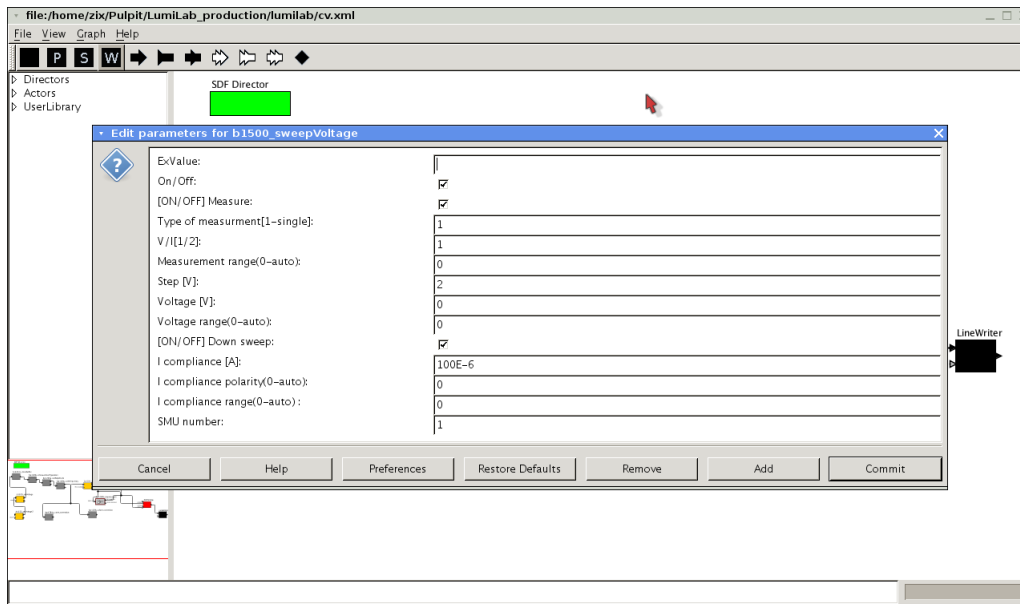 file:/home/zix/Pulpit/LumiLab_production/lumilab/cv.xml
File View Graph Help
P S W
Directors
Actors
UserLibrary
SDF Director
Edit parameters for b1500_sweepVoltage
ExValue:
On/Off:
[ON/OFF] Measure:
Type of measurment[1-single]: 1
V/I[1/2]: 1
Measurement range(0-auto): 0
Step [V]: 2
Voltage [V]: 0
Voltage range(0-auto): 0
[ON/OFF] Down sweep:
I compliance [A]: 100E-6
I compliance polarity(0-auto): 0
I compliance range(0-auto) : 0
SMU number: 1
Cancel Help Preferences Restore Defaults Remove Add Commit
LineWriter